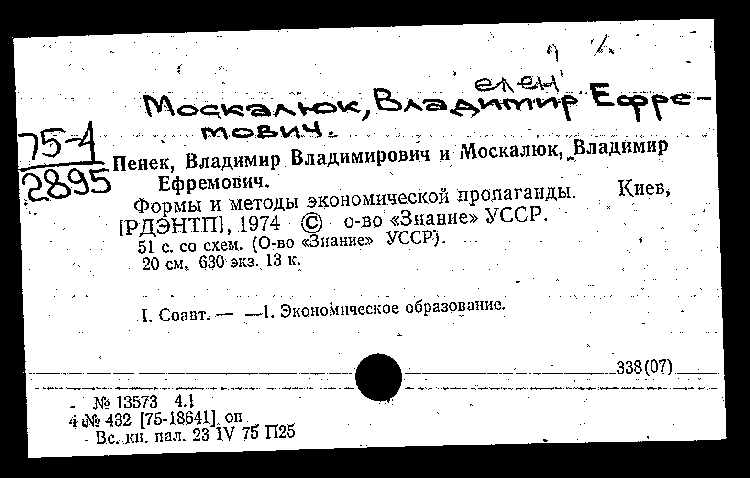 елен
Москалюк, Владимир Ефре-
мович.
75-4
2895
Пенек, Владимир Владимирович и Москалюк, Владимир
Ефремович.
Формы и методы экономической пропаганды. Киев,
[РДЭНТП], 1974 © о-во «Знание» УССР.
51 с. со схем. (О-во «Знание» УССР).
20 см, 630 экз. 13 к.
I. Соавт. — —1. Экономическое образование.
338(07)
№ 13573 4.1
4 № 432 [75-18641] оп
Вс. кн. пал. 23 IV 75 П25